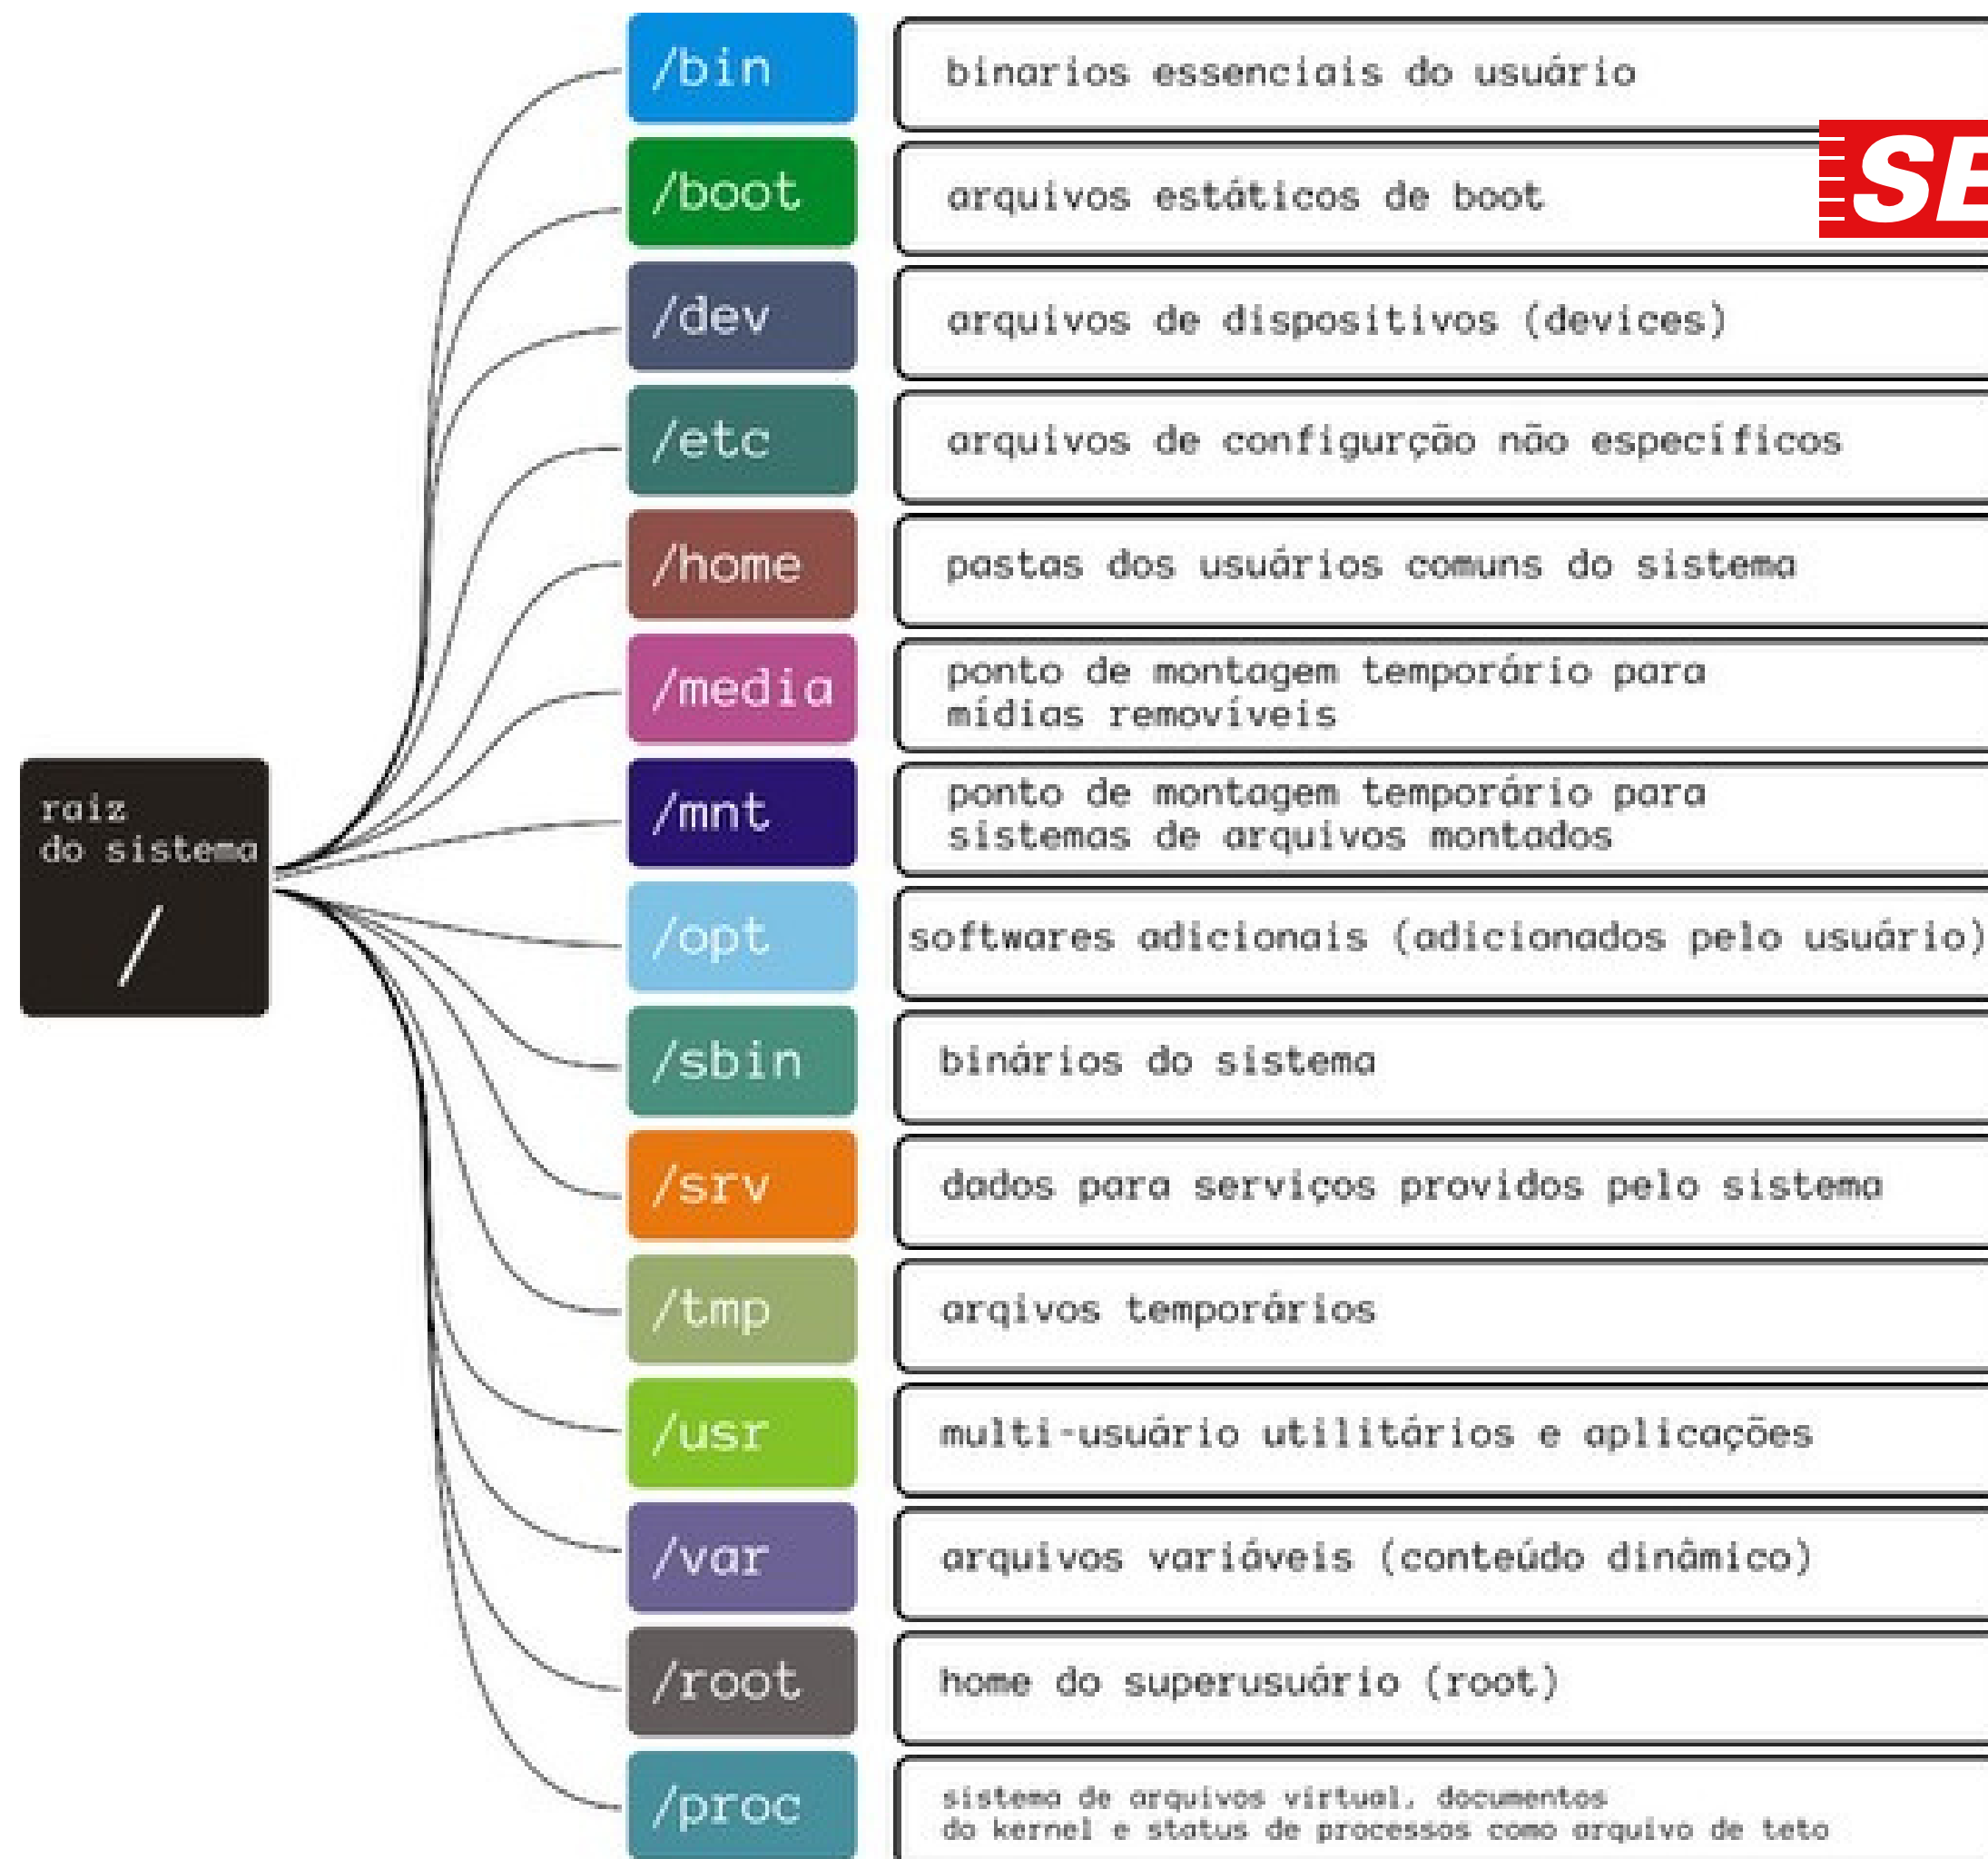 /bin
binarios essenciais do usuário
/boot
arquivos estáticos de boot
SE
/dev
arquivos de dispositivos (devices)
/etc
arquivos de configurção não específicos
/home
pastas dos usuários comuns do sistema
/media
ponto de montagem temporário para
mídias removíveis
raiz
do sistema
/
/mnt
ponto de montagem temporário para
sistemas de arquivos montados
/opt
softwares adicionais (adicionados pelo usuário)
/sbin
binários do sistema
/srv
dados para serviços providos pelo sistema
/tmp
arqivos temporários
/usr
multi-usuário utilitários e aplicações
/var
arquivos variáveis (conteúdo dinâmico)
/root
home do superusuário (root)
/proc
sistema de arquivos virtual, documentos
do kernel e status de processos como arquivo de teto